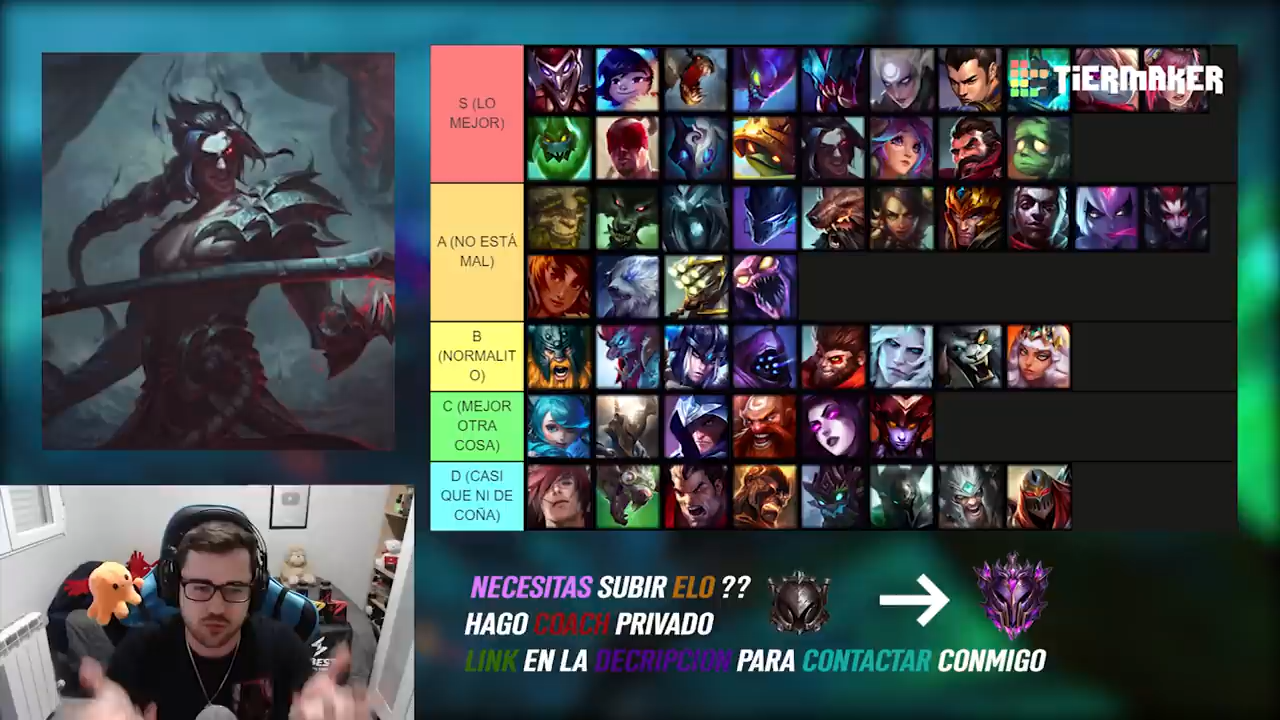 S (LO
MEJOR)
TiERMAKER
A (NO ESTÁ
MAL)
B
(NORMALIT
O)
C (MEJOR
OTRA
COSA)
D (CASI
QUE NI DE
COÑA)
NECESITAS SUBIR ELO ??
HAGO COACH PRIVADO
LINK EN LA DECRIPCION PARA CONTACTAR CONMIGO